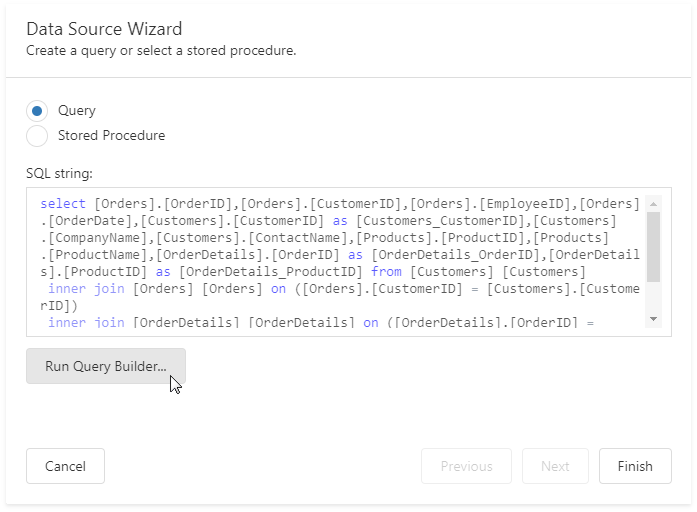 Data Source Wizard
Create a query or select a stored procedure.
Query
Stored Procedure
SQL string:
select [Orders].[OrderID],[Orders].[CustomerID],[Orders].[EmployeeID],[Orders]
.[OrderDate],[Customers].[CustomerID] as [Customers_CustomerID],[Customers]
.[CompanyName],[Customers].[ContactName],[Products].[ProductID],[Products]
.[ProductName],[OrderDetails].[OrderID] as [OrderDetails_OrderID],[OrderDetail
s].[ProductID] as [OrderDetails_ProductID] from [Customers] [Customers]
inner join [Orders] [Orders] on ([Orders].[CustomerID] = [Customers].[Custome
rID])
inner join [OrderDetails] [OrderDetails] on ([OrderDetails].[OrderID] =
Run Query Builder...
Cancel
Previous
Next
Finish